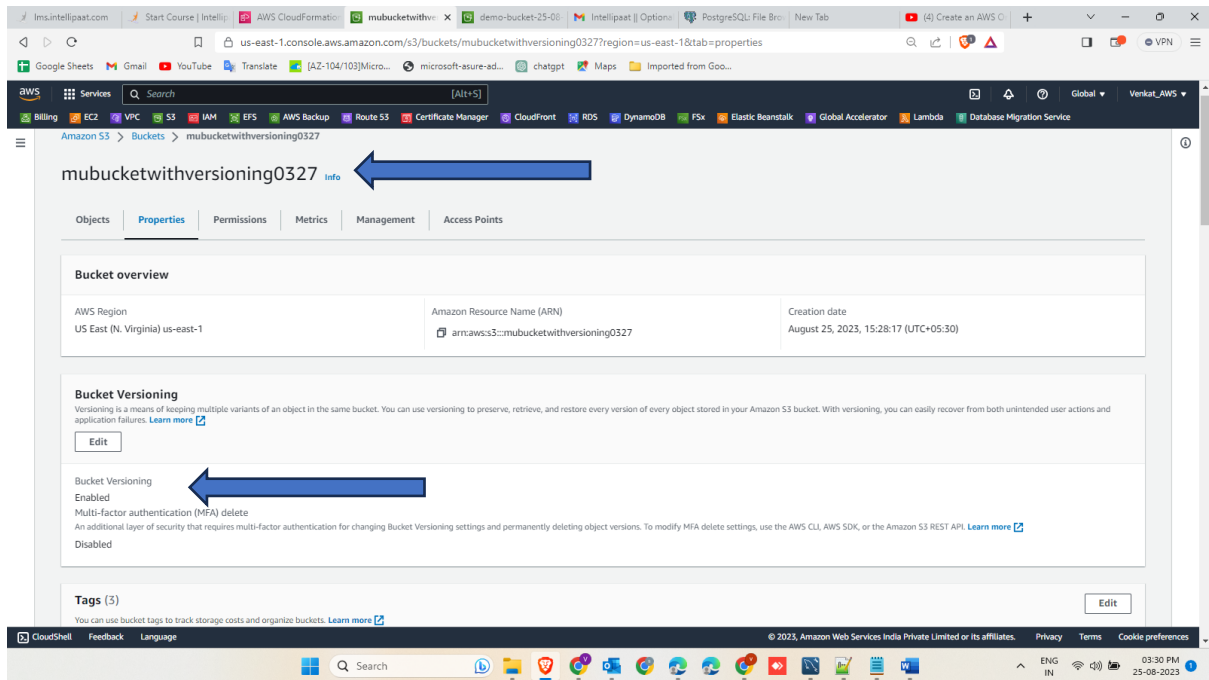 lms.intellipaat.com
Start Course | Intellip
AWS CloudFormatio
mubucketwithve
demo-bucket-25-08-
Intellipaat || Optiona
PostgreSQL: File Bro
New Tab
(4) Create an AWS C
us-east-1.console.aws.amazon.com/s3/buckets/mubucketwithversioning0327?region=us-east-1&tab=properties
VPN
Google Sheets
Gmail
YouTube
Translate
[AZ-104/103]Micro...
microsoft-asure-ad...
chatgpt
Maps
Imported from Goo...
aws
Services
Search
[Alt+S]
Global
Venkat_AWS
Billing
EC2
VPC
S3
IAM
EFS
AWS Backup
Route 53
Certificate Manager
CloudFront
RDS
DynamoDB
FSx
Elastic Beanstalk
Global Accelerator
Lambda
Database Migration Service
Amazon S3 > Buckets > mubucketwithversioning0327
mubucketwithversioning0327 Info
Objects
Properties
Permissions
Metrics
Management
Access Points
Bucket overview
AWS Region
US East (N. Virginia) us-east-1
Amazon Resource Name (ARN)
arn:aws:s3:::mubucketwithversioning0327
Creation date
August 25, 2023, 15:28:17 (UTC+05:30)
Bucket Versioning
Versioning is a means of keeping multiple variants of an object in the same bucket. You can use versioning to preserve, retrieve, and restore every version of every object stored in your Amazon S3 bucket. With versioning, you can easily recover from both unintended user actions and
application failures. Learn more
Edit
Bucket Versioning
Enabled
Multi-factor authentication (MFA) delete
An additional layer of security that requires multi-factor authentication for changing Bucket Versioning settings and permanently deleting object versions. To modify MFA delete settings, use the AWS CLI, AWS SDK, or the Amazon S3 REST API. Learn more
Disabled
Tags (3)
Edit
You can use bucket tags to track storage costs and organize buckets. Learn more
CloudShell
Feedback
Language
© 2023, Amazon Web Services India Private Limited or its affiliates.
Privacy
Terms
Cookie preferences
Search
ENG
IN
03:30 PM
25-08-2023
1